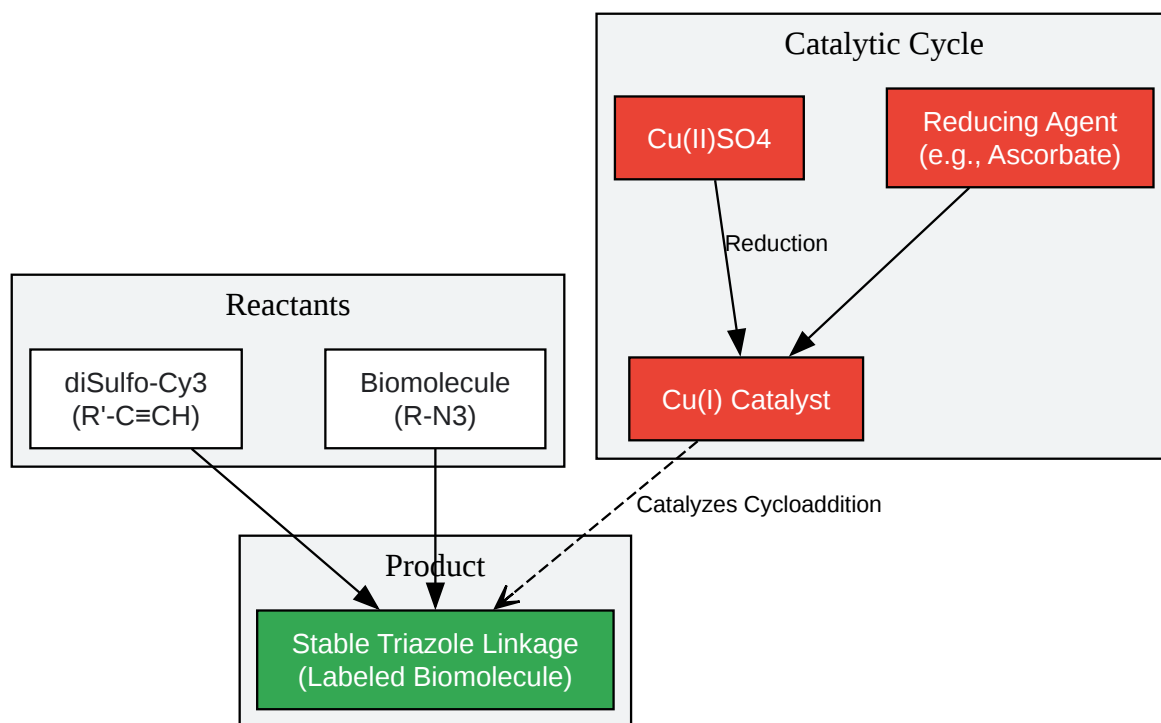 Catalytic Cycle
Cu(II)SO4
Reducing Agent
(e.g., Ascorbate)
Reduction
Reactants
diSulfo-Cy3
(R'-C≡CH)
Biomolecule
(R-N3)
Cu(I) Catalyst
Catalyzes Cycloaddition
Product
Stable Triazole Linkage
(Labeled Biomolecule)